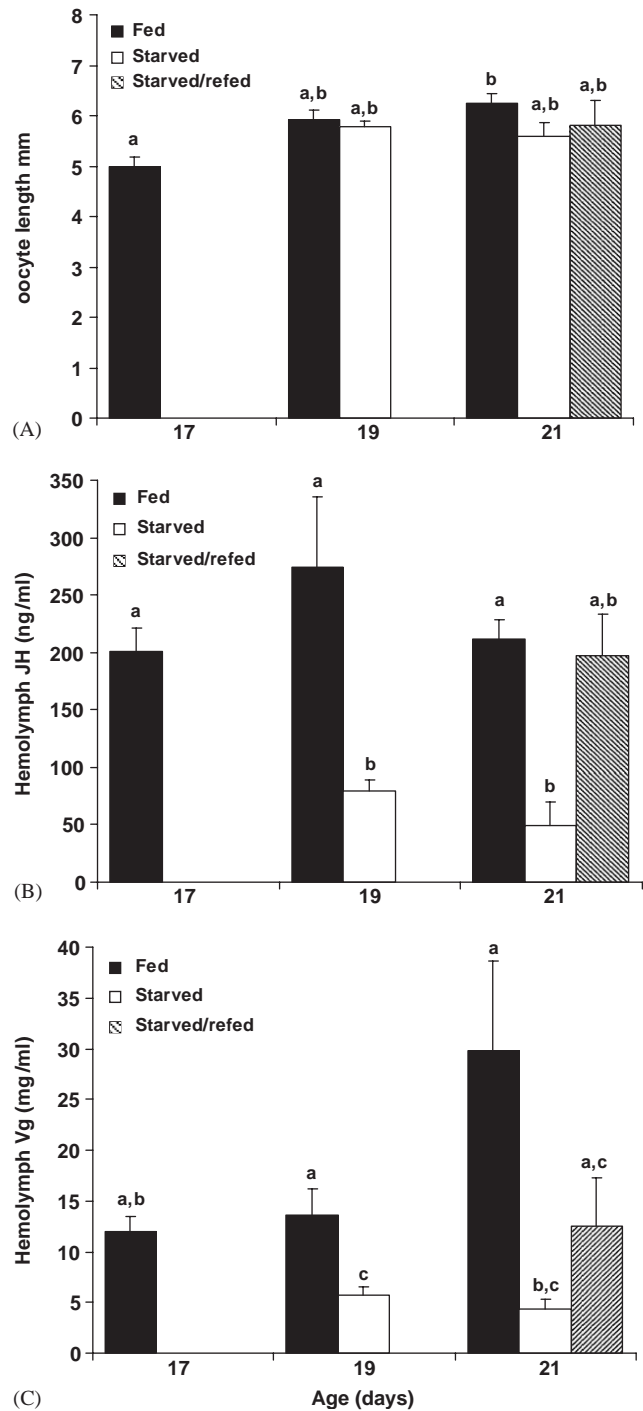 Fed
Starved
Starved/refed
8
7
6
5
4
3
2
1
0
oocyte length mm
a
a,b
a,b
b
a,b
a,b
17
19
21
(A)
Fed
Starved
Starved/refed
350
300
250
200
150
100
50
0
Hemolymph JH (ng/ml)
a
a
b
a
b
a,b
17
19
21
(B)
Fed
Starved
Starved/refed
40
35
30
25
20
15
10
5
0
Hemolymph Vg (mg/ml)
a,b
a
c
a
b,c
a,c
17
19
21
(C)
Age (days)